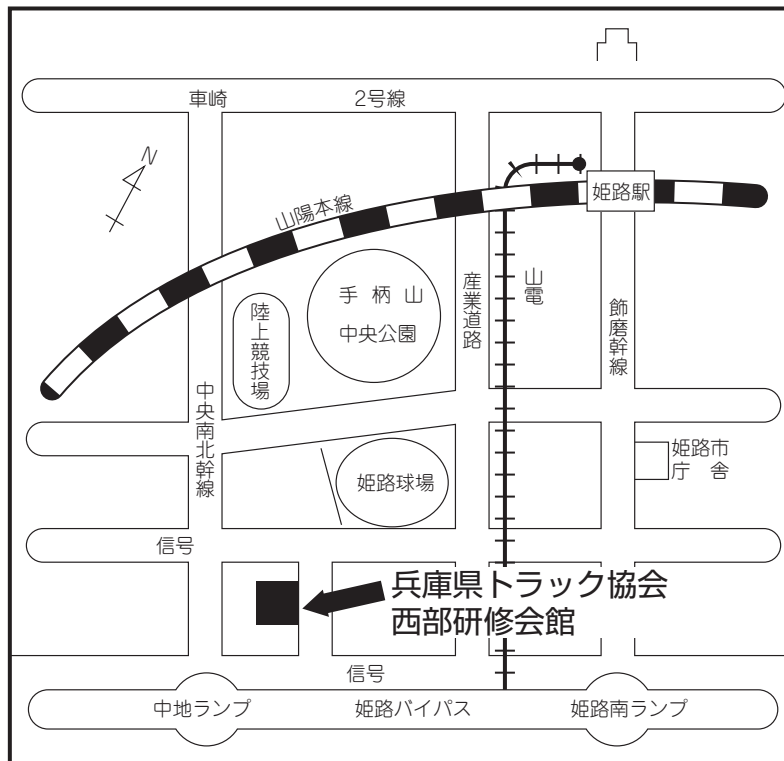 車崎
2号線
N
山陽本線
姫路駅
手柄山
中央公園
陸上競技場
産業道路
山電
飾磨幹線
中央南北幹線
姫路球場
姫路市
庁舎
信号
兵庫県トラック協会
西部研修会館
信号
中地ランプ
姫路バイパス
姫路南ランプ